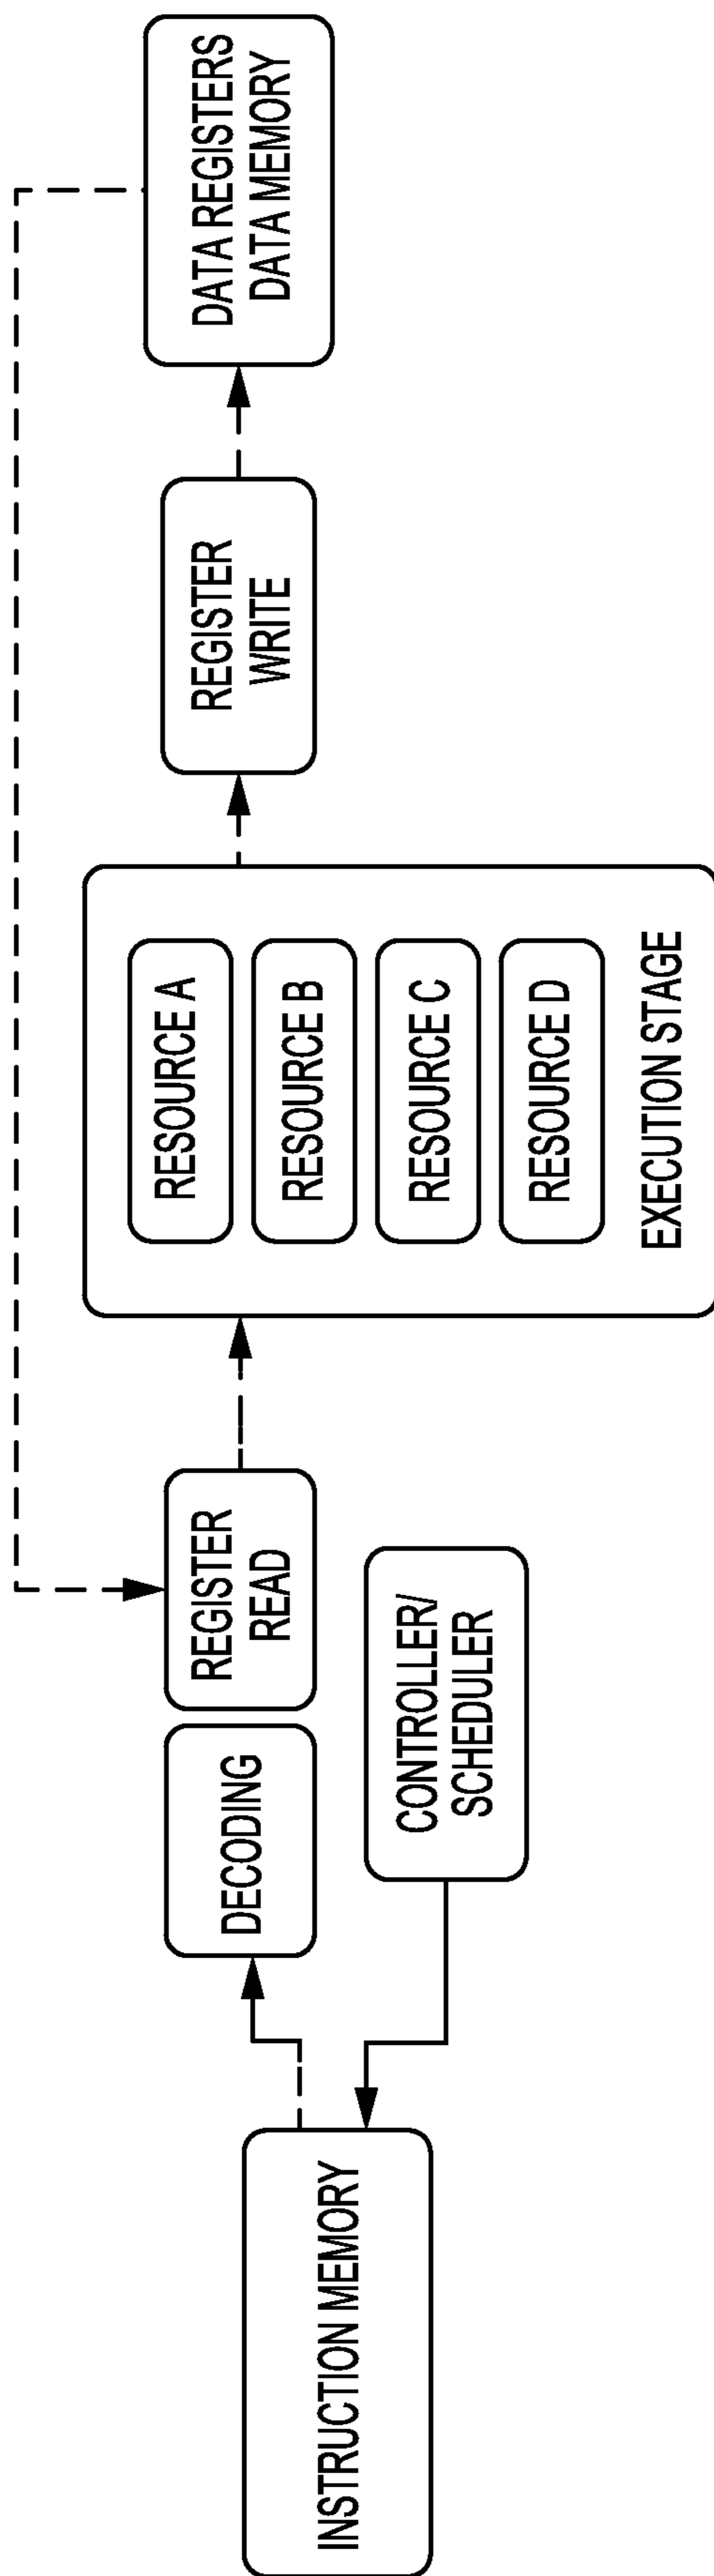 INSTRUCTION MEMORY
DECODING
REGISTER
READ
CONTROLLER/
SCHEDULER
RESOURCE A
RESOURCE B
RESOURCE C
RESOURCE D
EXECUTION STAGE
REGISTER
WRITE
DATA REGISTERS
DATA MEMORY